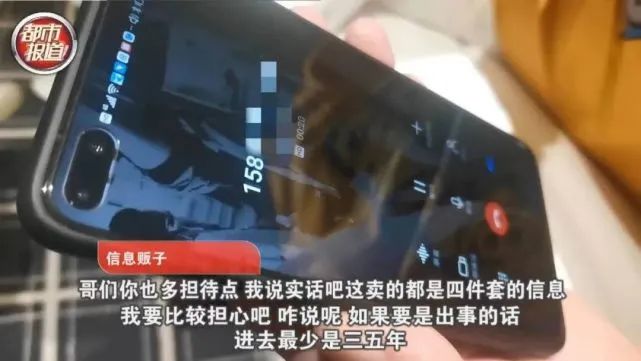 都市
报道
158
00:20
信息贩子
哥们你也多担待点 我说实话吧这卖的都是四件套的信息
我要比较担心吧 咋说呢 如果要是出事的话
进去最少是三五年